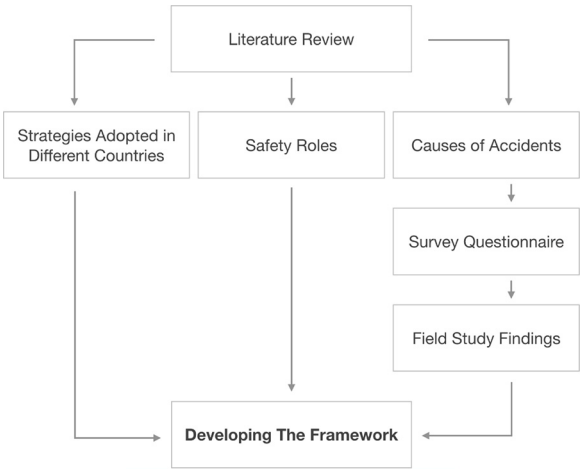 Literature Review
Strategies Adopted in
Different Countries
Safety Roles
Causes of Accidents
Survey Questionnaire
Field Study Findings
Developing The Framework